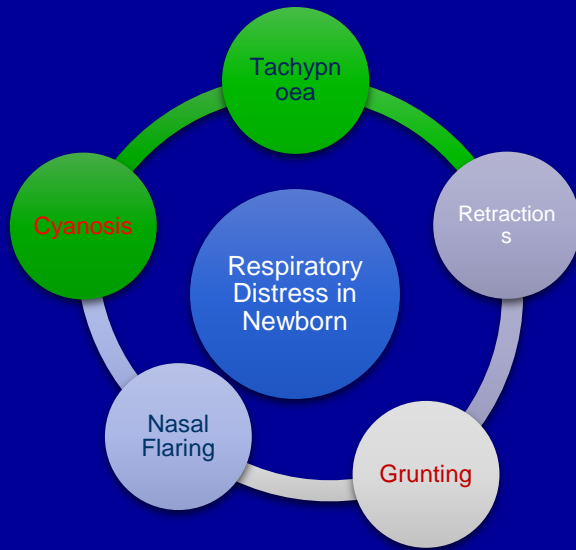 Tachypn
oea
Retraction
s
Grunting
Nasal
Flaring
Cyanosis
Respiratory
Distress in
Newborn